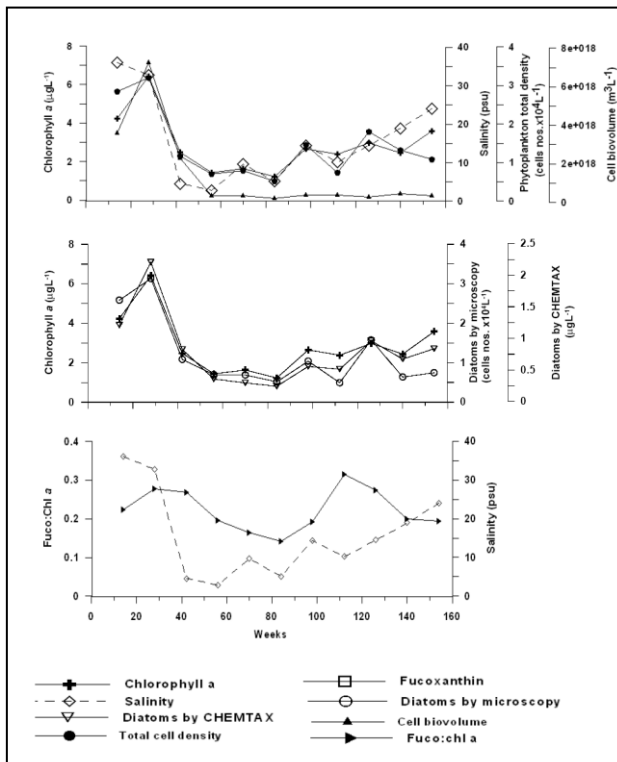 8e+018
6e+018
4e+018
2e+018
0
Cell biovolume (m³L⁻¹)
4
3
2
1
0
Phytoplankton total density
(cells nos.x10⁴L⁻¹)
40
30
20
10
0
Salinity (psu)
8
6
4
2
0
Chlorophyll a (µgL⁻¹)
8
6
4
2
0
Chlorophyll a (µgL⁻¹)
4
3
2
1
0
Diatoms by microscopy
(cells nos. x10⁴L⁻¹)
2.5
2
1.5
1
0.5
0
Diatoms by CHEMTAX
(µgL⁻¹)
0.4
0.3
0.2
0.1
0
Fuco:Chl a
40
30
20
10
0
Salinity (psu)
0 20 40 60 80 100 120 140 160
Weeks
Chlorophyll a
Salinity
Diatoms by CHEMTAX
Total cell density
Fucoxanthin
Diatoms by microscopy
Cell biovolume
Fuco:chl a